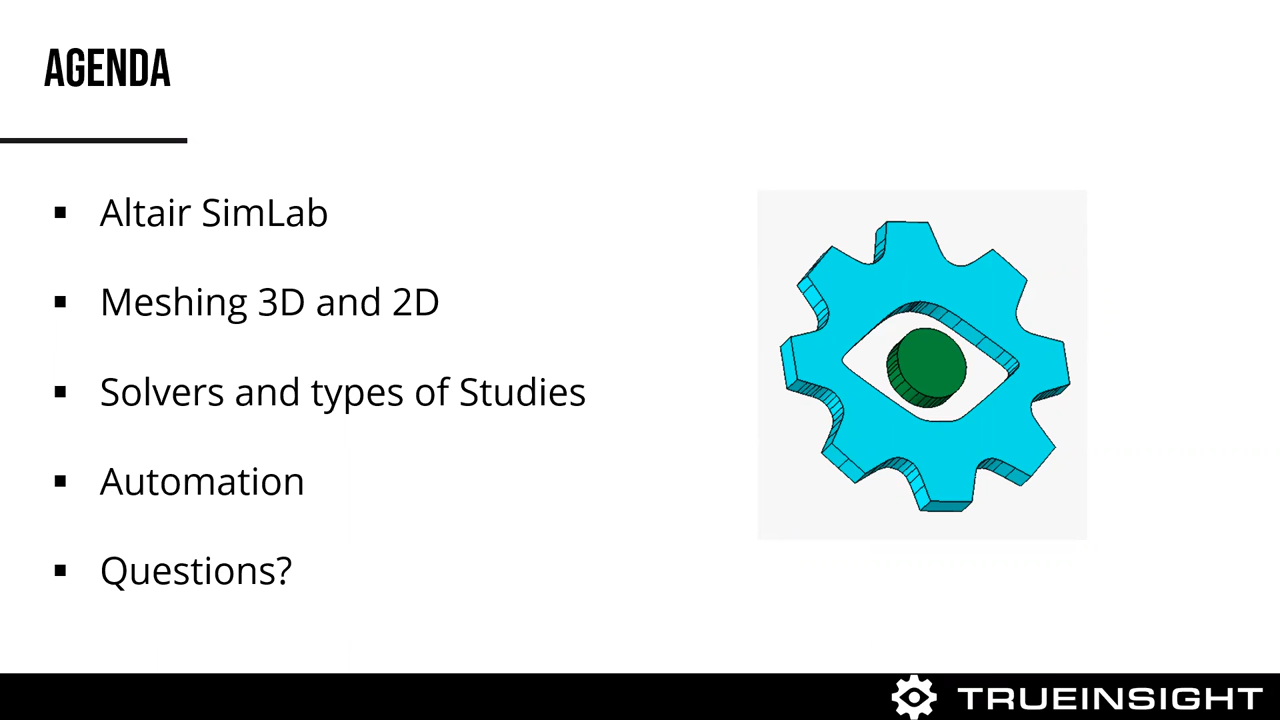 AGENDA
▪ Altair SimLab
▪ Meshing 3D and 2D
▪ Solvers and types of Studies
▪ Automation
▪ Questions?
TRUEINSIGHT